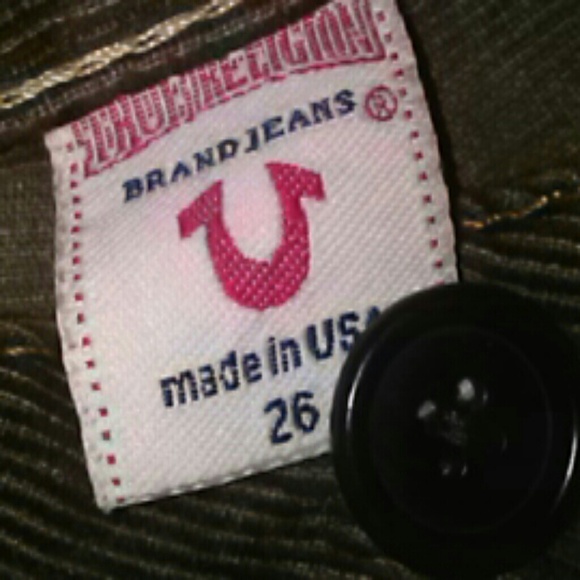 TRUE RELIGION
BRAND JEANS ®
made in USA
26